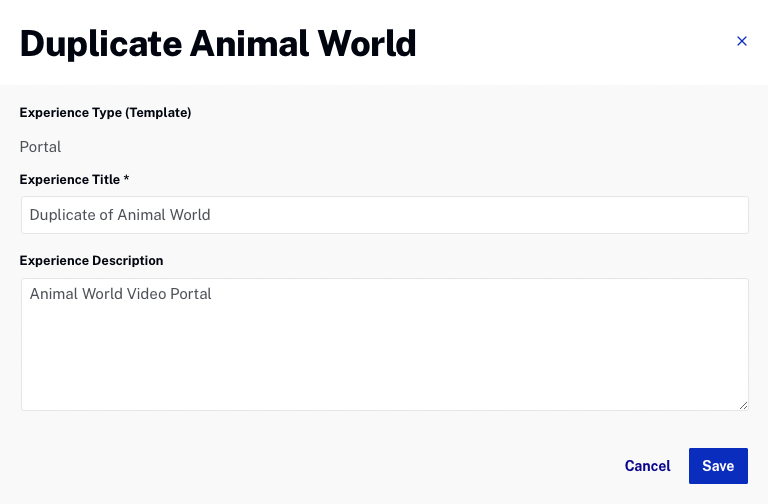 Duplicate Animal World
×
Experience Type (Template)
Portal
Experience Title *
Duplicate of Animal World
Experience Description
Animal World Video Portal
Cancel
Save